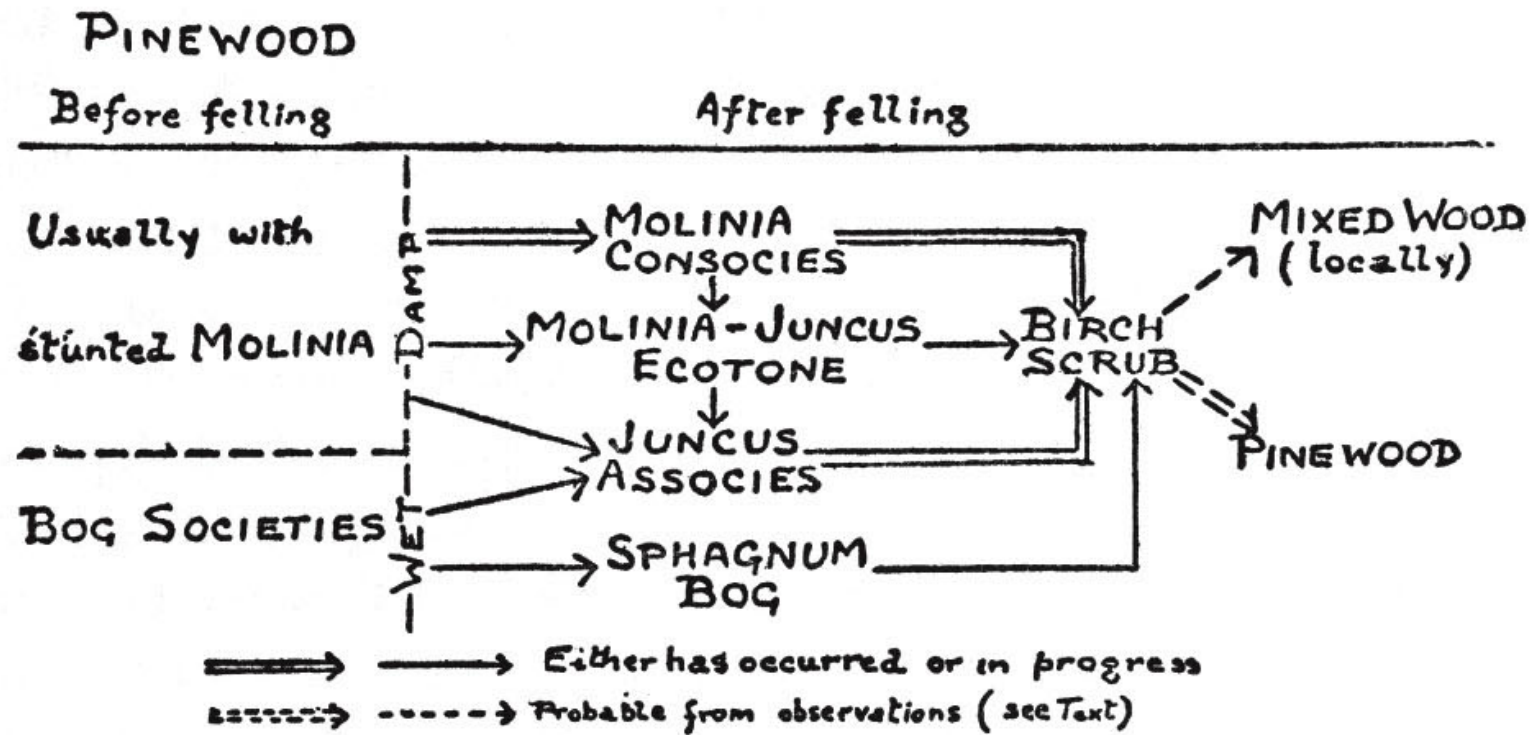 PINEWOOD
Before felling
After felling
Usually with
stunted MOLINIA
BOG SOCIETIES
DAMP
WET
MOLINIA
CONSOCIES
MOLINIA-JUNCUS
ECOTONE
JUNCUS
ASSOCIES
SPHAGNUM
BOG
BIRCH
SCRUB
MIXED WOOD
(locally)
PINEWOOD
Either has occurred or in progress
Probable from observations (see Text)